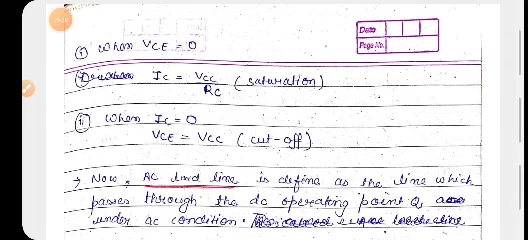 Date
Page No.
(i) When VCE = 0
IC = VCC/RC (saturation)
(ii) When IC = 0
VCE = VCC (cut-off)
→ Now, AC load line is define as the line which
passes through the dc operating point Q
under ac condition.